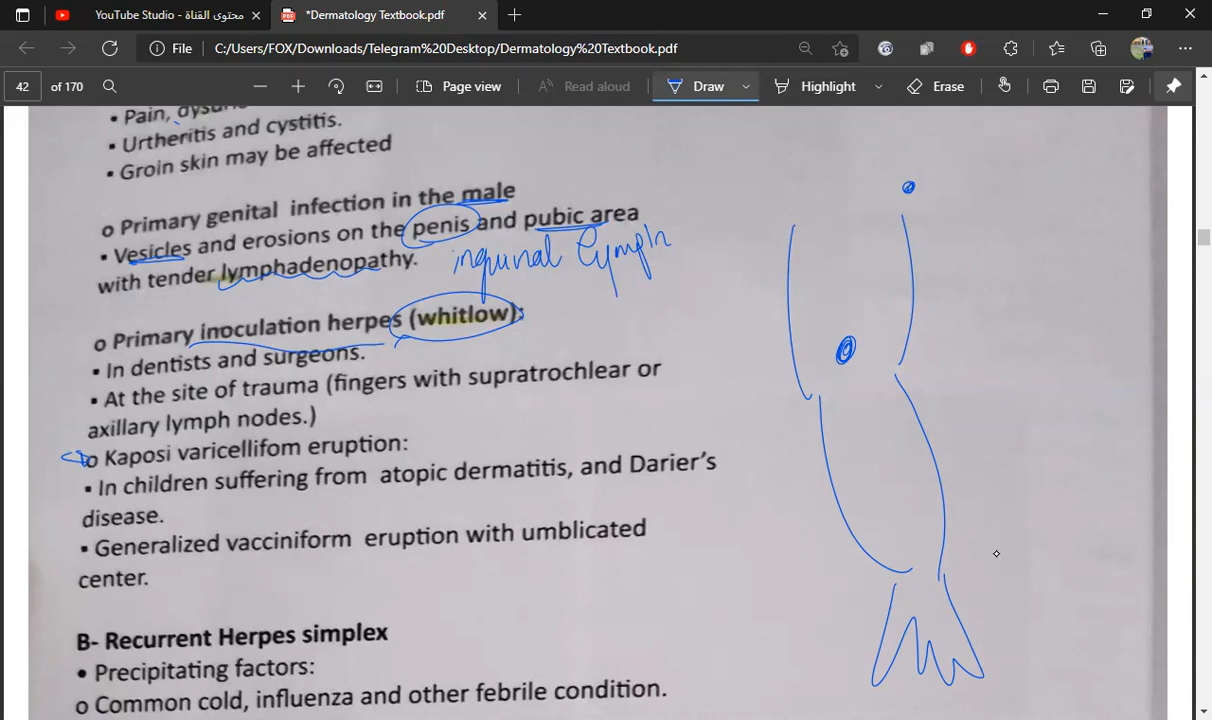 YouTube Studio - محتوى القناة
*Dermatology Textbook.pdf
File
C:/Users/FOX/Downloads/Telegram%20Desktop/Dermatology%20Textbook.pdf
42 of 170
Page view
Read aloud
Draw
Highlight
Erase
• Pain,
• Urtheritis and cystitis.
• Groin skin may be affected
o Primary genital infection in the male
▪ Vesicles and erosions on the penis and pubic area
with tender lymphadenopathy.
o Primary inoculation herpes (whitlow):
▪ In dentists and surgeons.
▪ At the site of trauma (fingers with supratrochlear or
axillary lymph nodes.)
o Kaposi varicellifom eruption:
▪ In children suffering from atopic dermatitis, and Darier's
disease.
▪ Generalized vacciniform eruption with umblicated
center.
B- Recurrent Herpes simplex
• Precipitating factors:
o Common cold, influenza and other febrile condition.